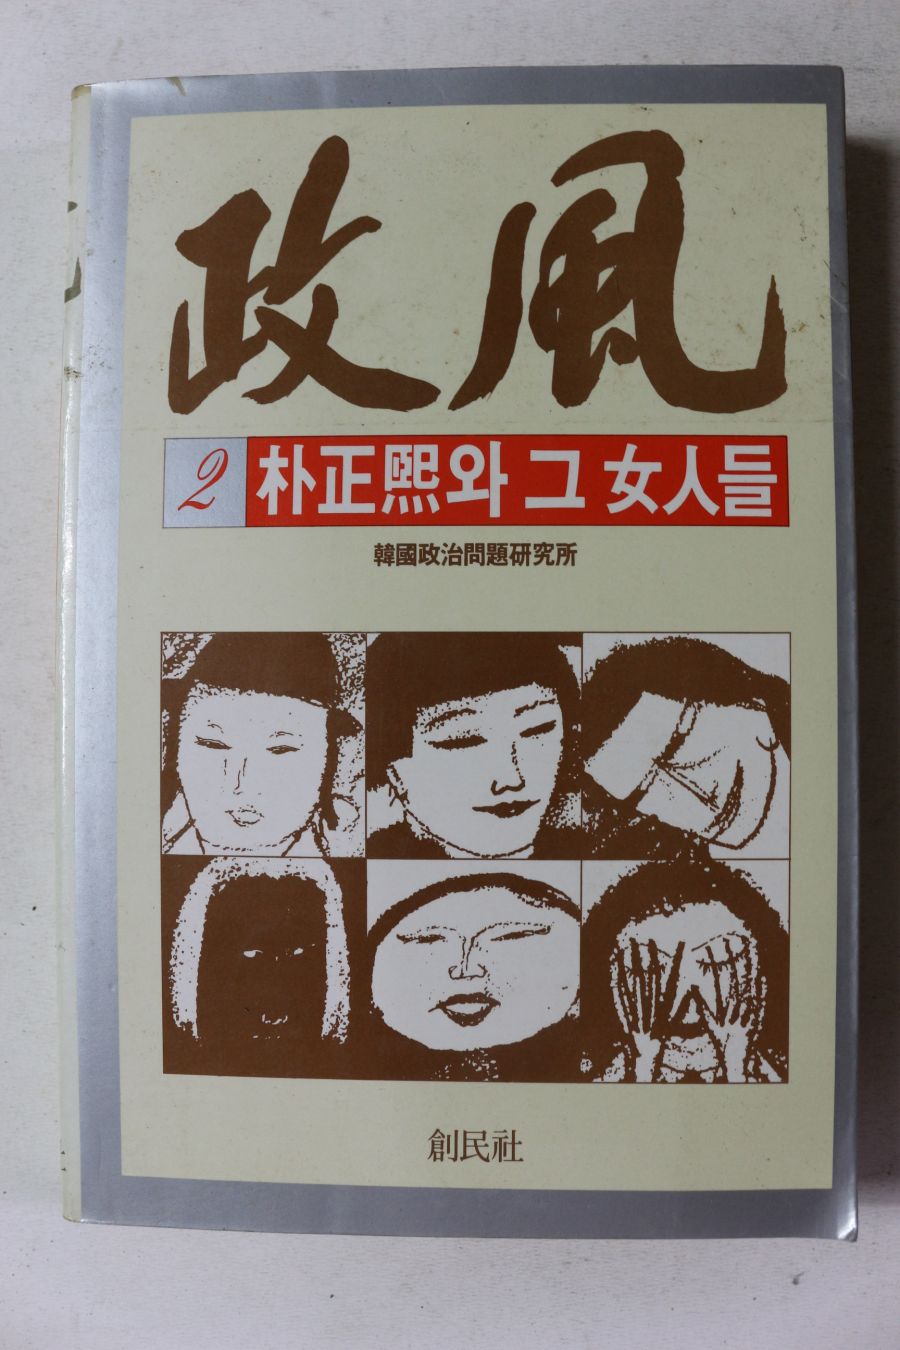 政風
2 朴正熙와 그 女人들
韓國政治問題研究所
創民社